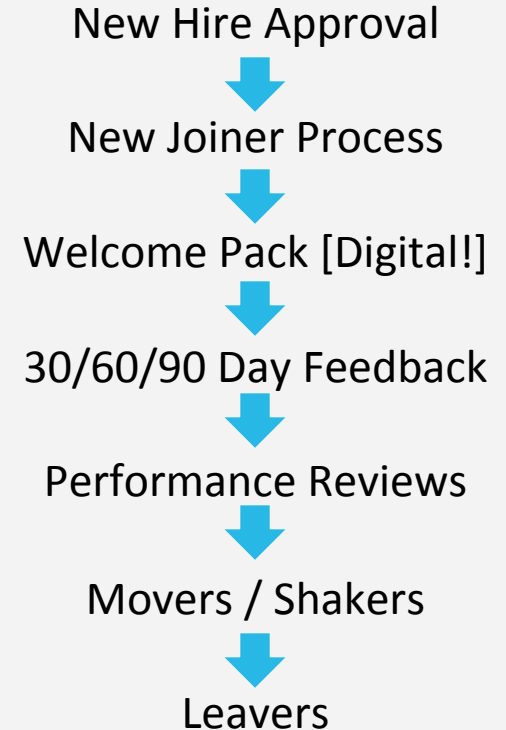 New Hire Approval
New Joiner Process
Welcome Pack [Digital!]
30/60/90 Day Feedback
Performance Reviews
Movers / Shakers
Leavers